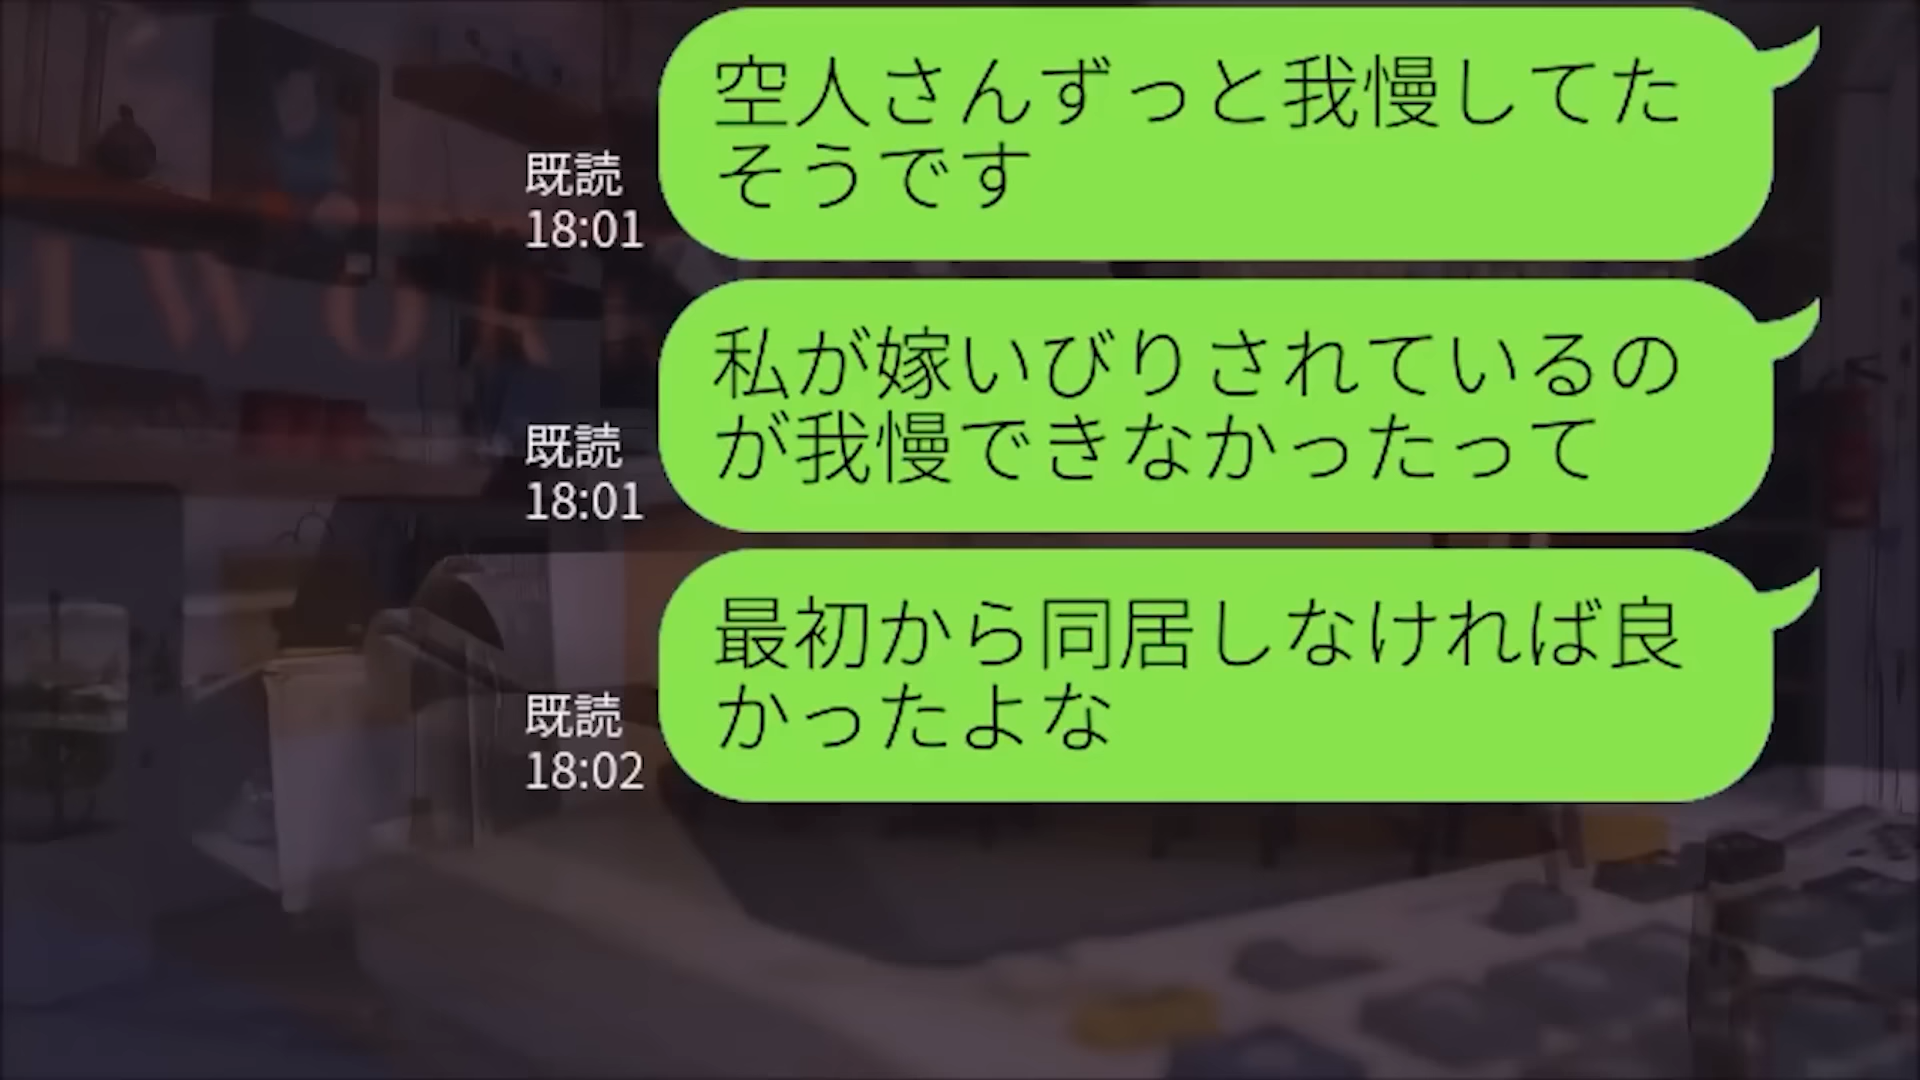 空人さんずっと我慢してた
そうです
既読
18:01
私が嫁いびりされているの
が我慢できなかったって
既読
18:01
最初から同居しなければ良
かったよな
既読
18:02